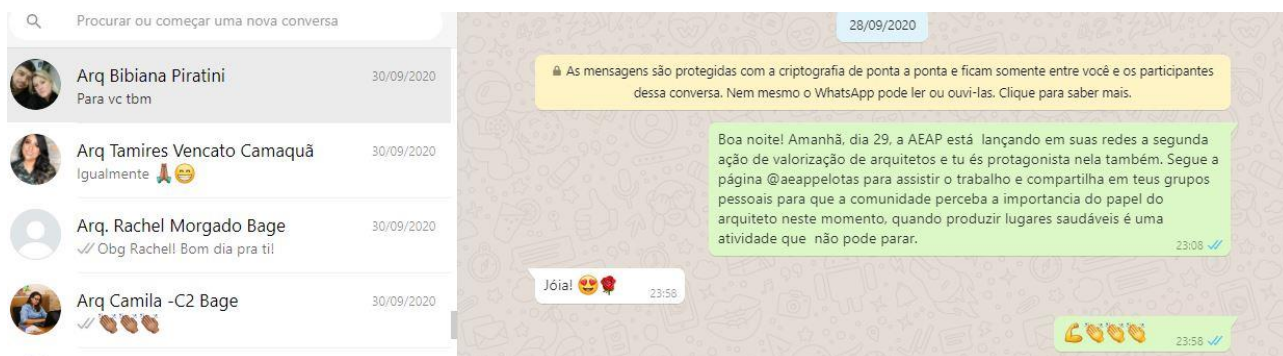 Procurar ou começar uma nova conversa
Arq Bibiana Piratini 30/09/2020
Para vc tbm
Arq Tamires Vencato Camaquã 30/09/2020
Igualmente 🙏🏽😁
Arq. Rachel Morgado Bage 30/09/2020
Obg Rachel! Bom dia pra ti!
Arq Camila -C2 Bage 30/09/2020
👏🏽👏🏽👏🏽
28/09/2020
As mensagens são protegidas com a criptografia de ponta a ponta e ficam somente entre você e os participantes
dessa conversa. Nem mesmo o WhatsApp pode ler ou ouvi-las. Clique para saber mais.
Boa noite! Amanhã, dia 29, a AEAP está lançando em suas redes a segunda
ação de valorização de arquitetos e tu és protagonista nela também. Segue a
página @aeappelotas para assistir o trabalho e compartilha em teus grupos
pessoais para que a comunidade perceba a importancia do papel do
arquiteto neste momento, quando produzir lugares saudáveis é uma
atividade que não pode parar.
23:08
Jóia! 😍🌹 23:58
💪👏👏👏 23:58